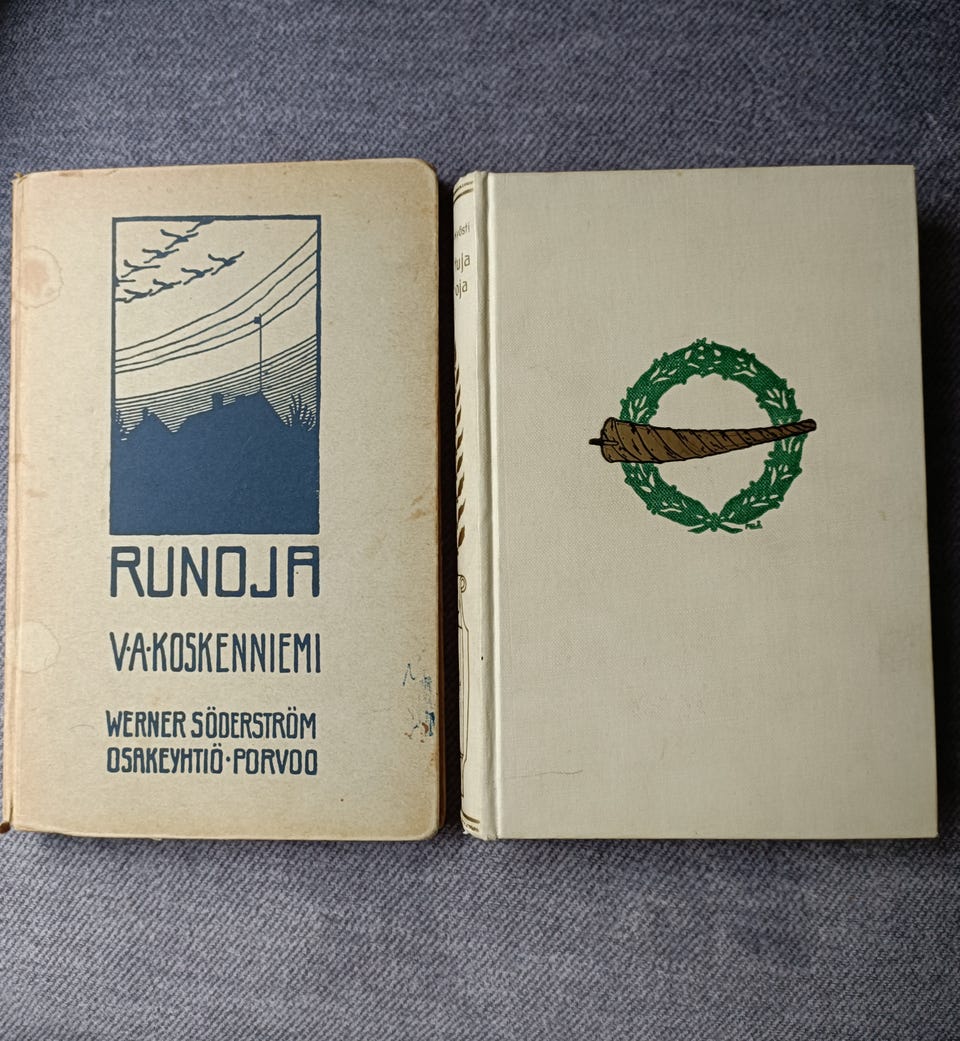 RUNOJA
V·A·KOSKENNIEMI
WERNER SÖDERSTRÖM
OSAKEYHTIÖ·PORVOO